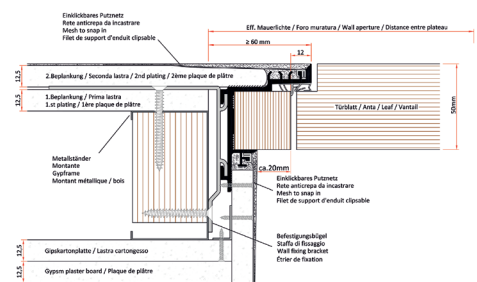 Einklickbares Putznetz
Rete anticrepa da incastrare
Mesh to snap in
Filet de support d'enduit clipsable
Eff. Mauerlichte / Foro muratura / Wall aperture / Distance entre plateau
≥ 60 mm
12
12,5
2.Beplankung / Seconda lastra / 2nd plating / 2ème plaque de plâtre
12,5
1.Beplankung / Prima lastra
1.st plating / 1ère plaque de plâtre
Türblatt / Anta / Leaf / Vantail
50mm
Metallständer
Montante
Gypframe
Montant métallique / bois
ca.20mm
Einklickbares Putznetz
Rete anticrepa da incastrare
Mesh to snap in
Filet de support d'enduit clipsable
Befestigungsbügel
Staffa di fissaggio
Wall fixing bracket
Étrier de fixation
12,5
Gipskartonplatte / Lastra cartongesso
12,5
Gypsm plaster board / Plaque de plâtre